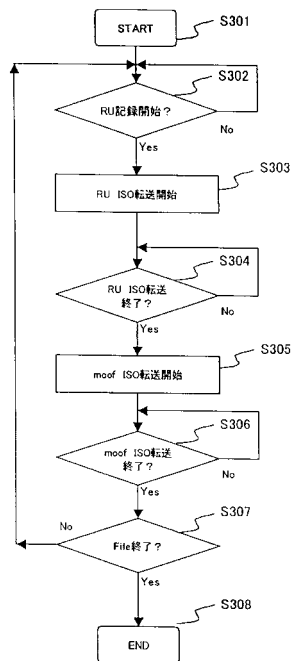 START
S301
S302
RU記録開始？
No
Yes
S303
RU ISO転送開始
S304
RU ISO転送
終了？
No
Yes
S305
moof ISO転送開始
S306
moof ISO転送
終了？
No
Yes
S307
No
File終了？
Yes
S308
END